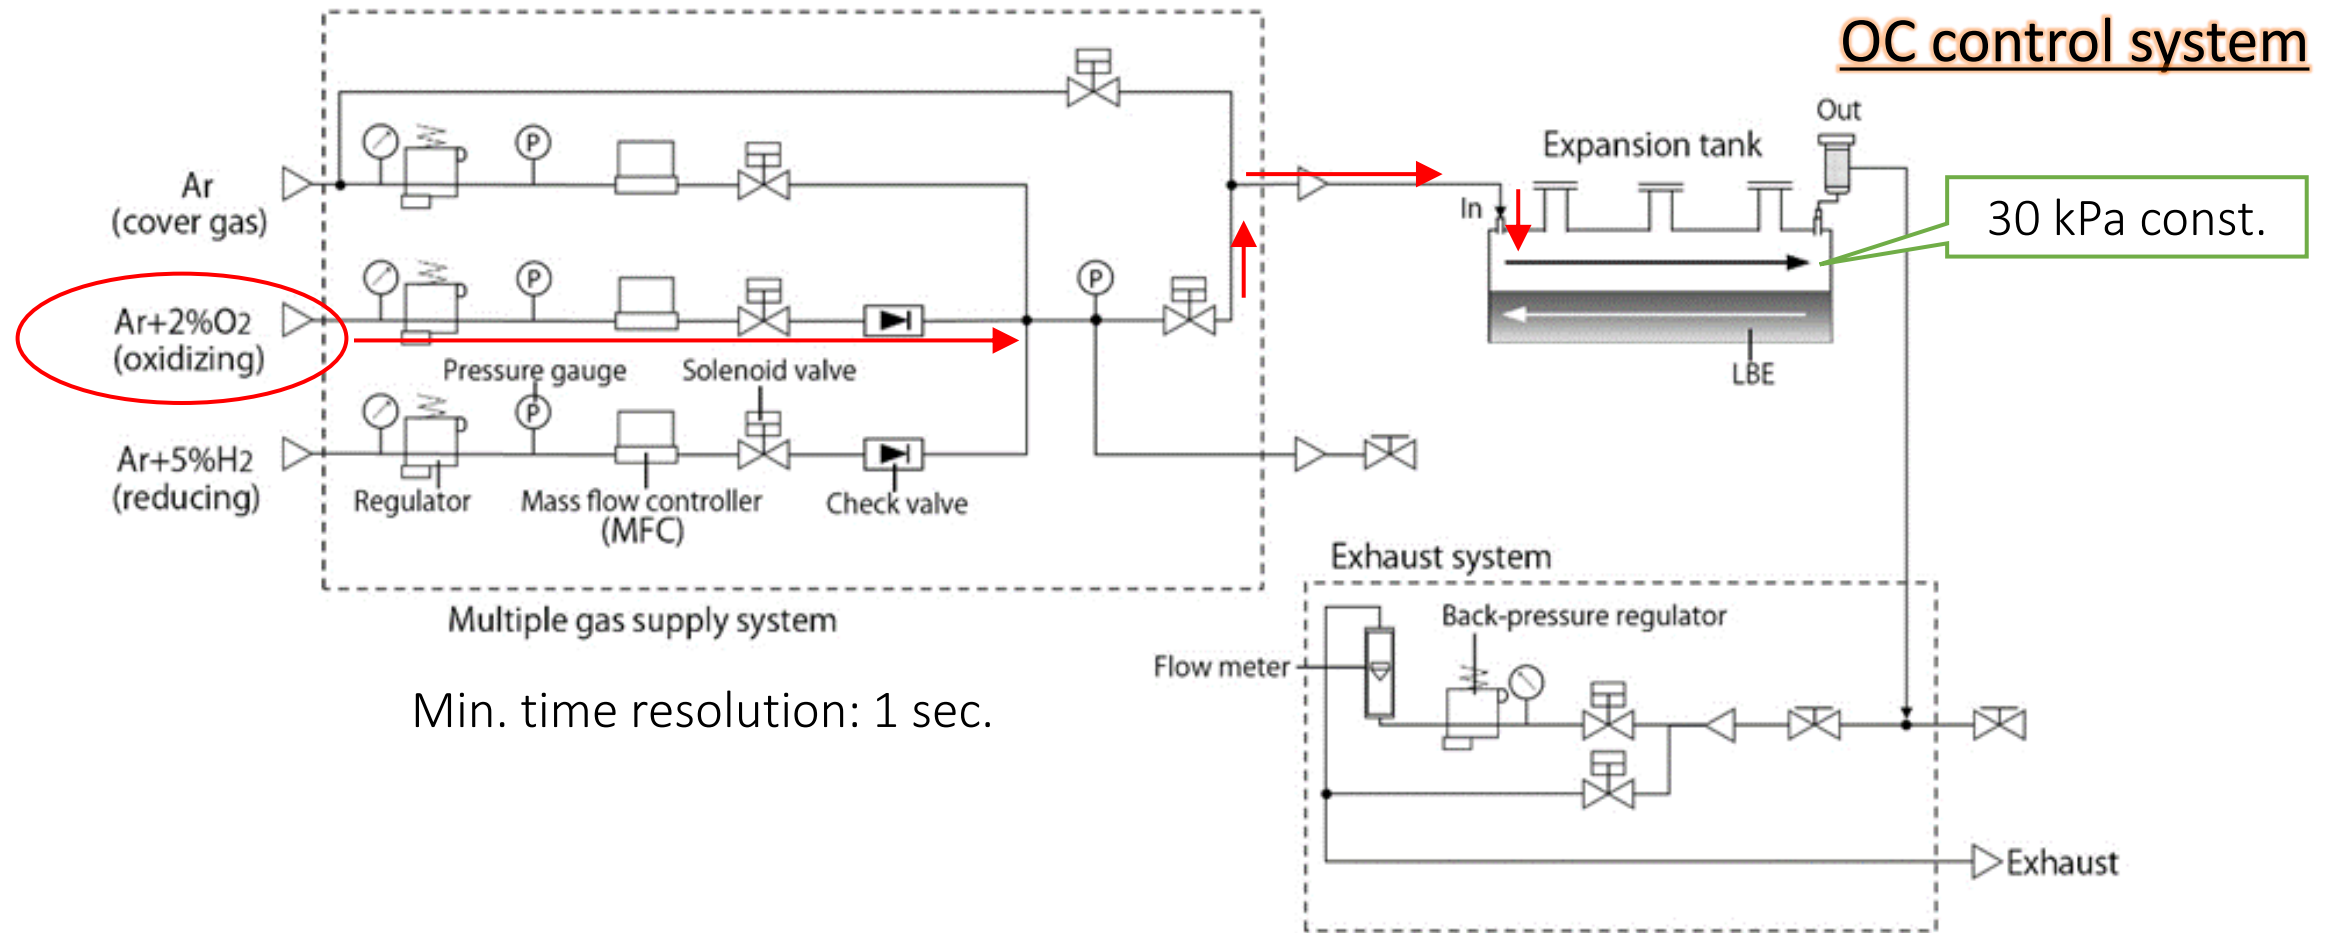 OC control system
Out
Expansion tank
Ar
(cover gas)
P
In
30 kPa const.
Ar+2%O2
(oxidizing)
P
P
Pressure gauge
Solenoid valve
LBE
P
Ar+5%H2
(reducing)
Regulator
Mass flow controller
(MFC)
Check valve
Multiple gas supply system
Exhaust system
Back-pressure regulator
Flow meter
Min. time resolution: 1 sec.
Exhaust